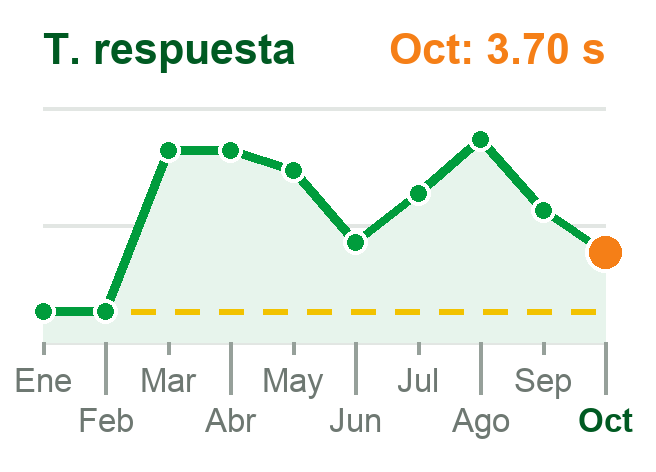 T. respuesta
Oct: 3.70 s
Ene
Feb
Mar
Abr
May
Jun
Jul
Ago
Sep
Oct